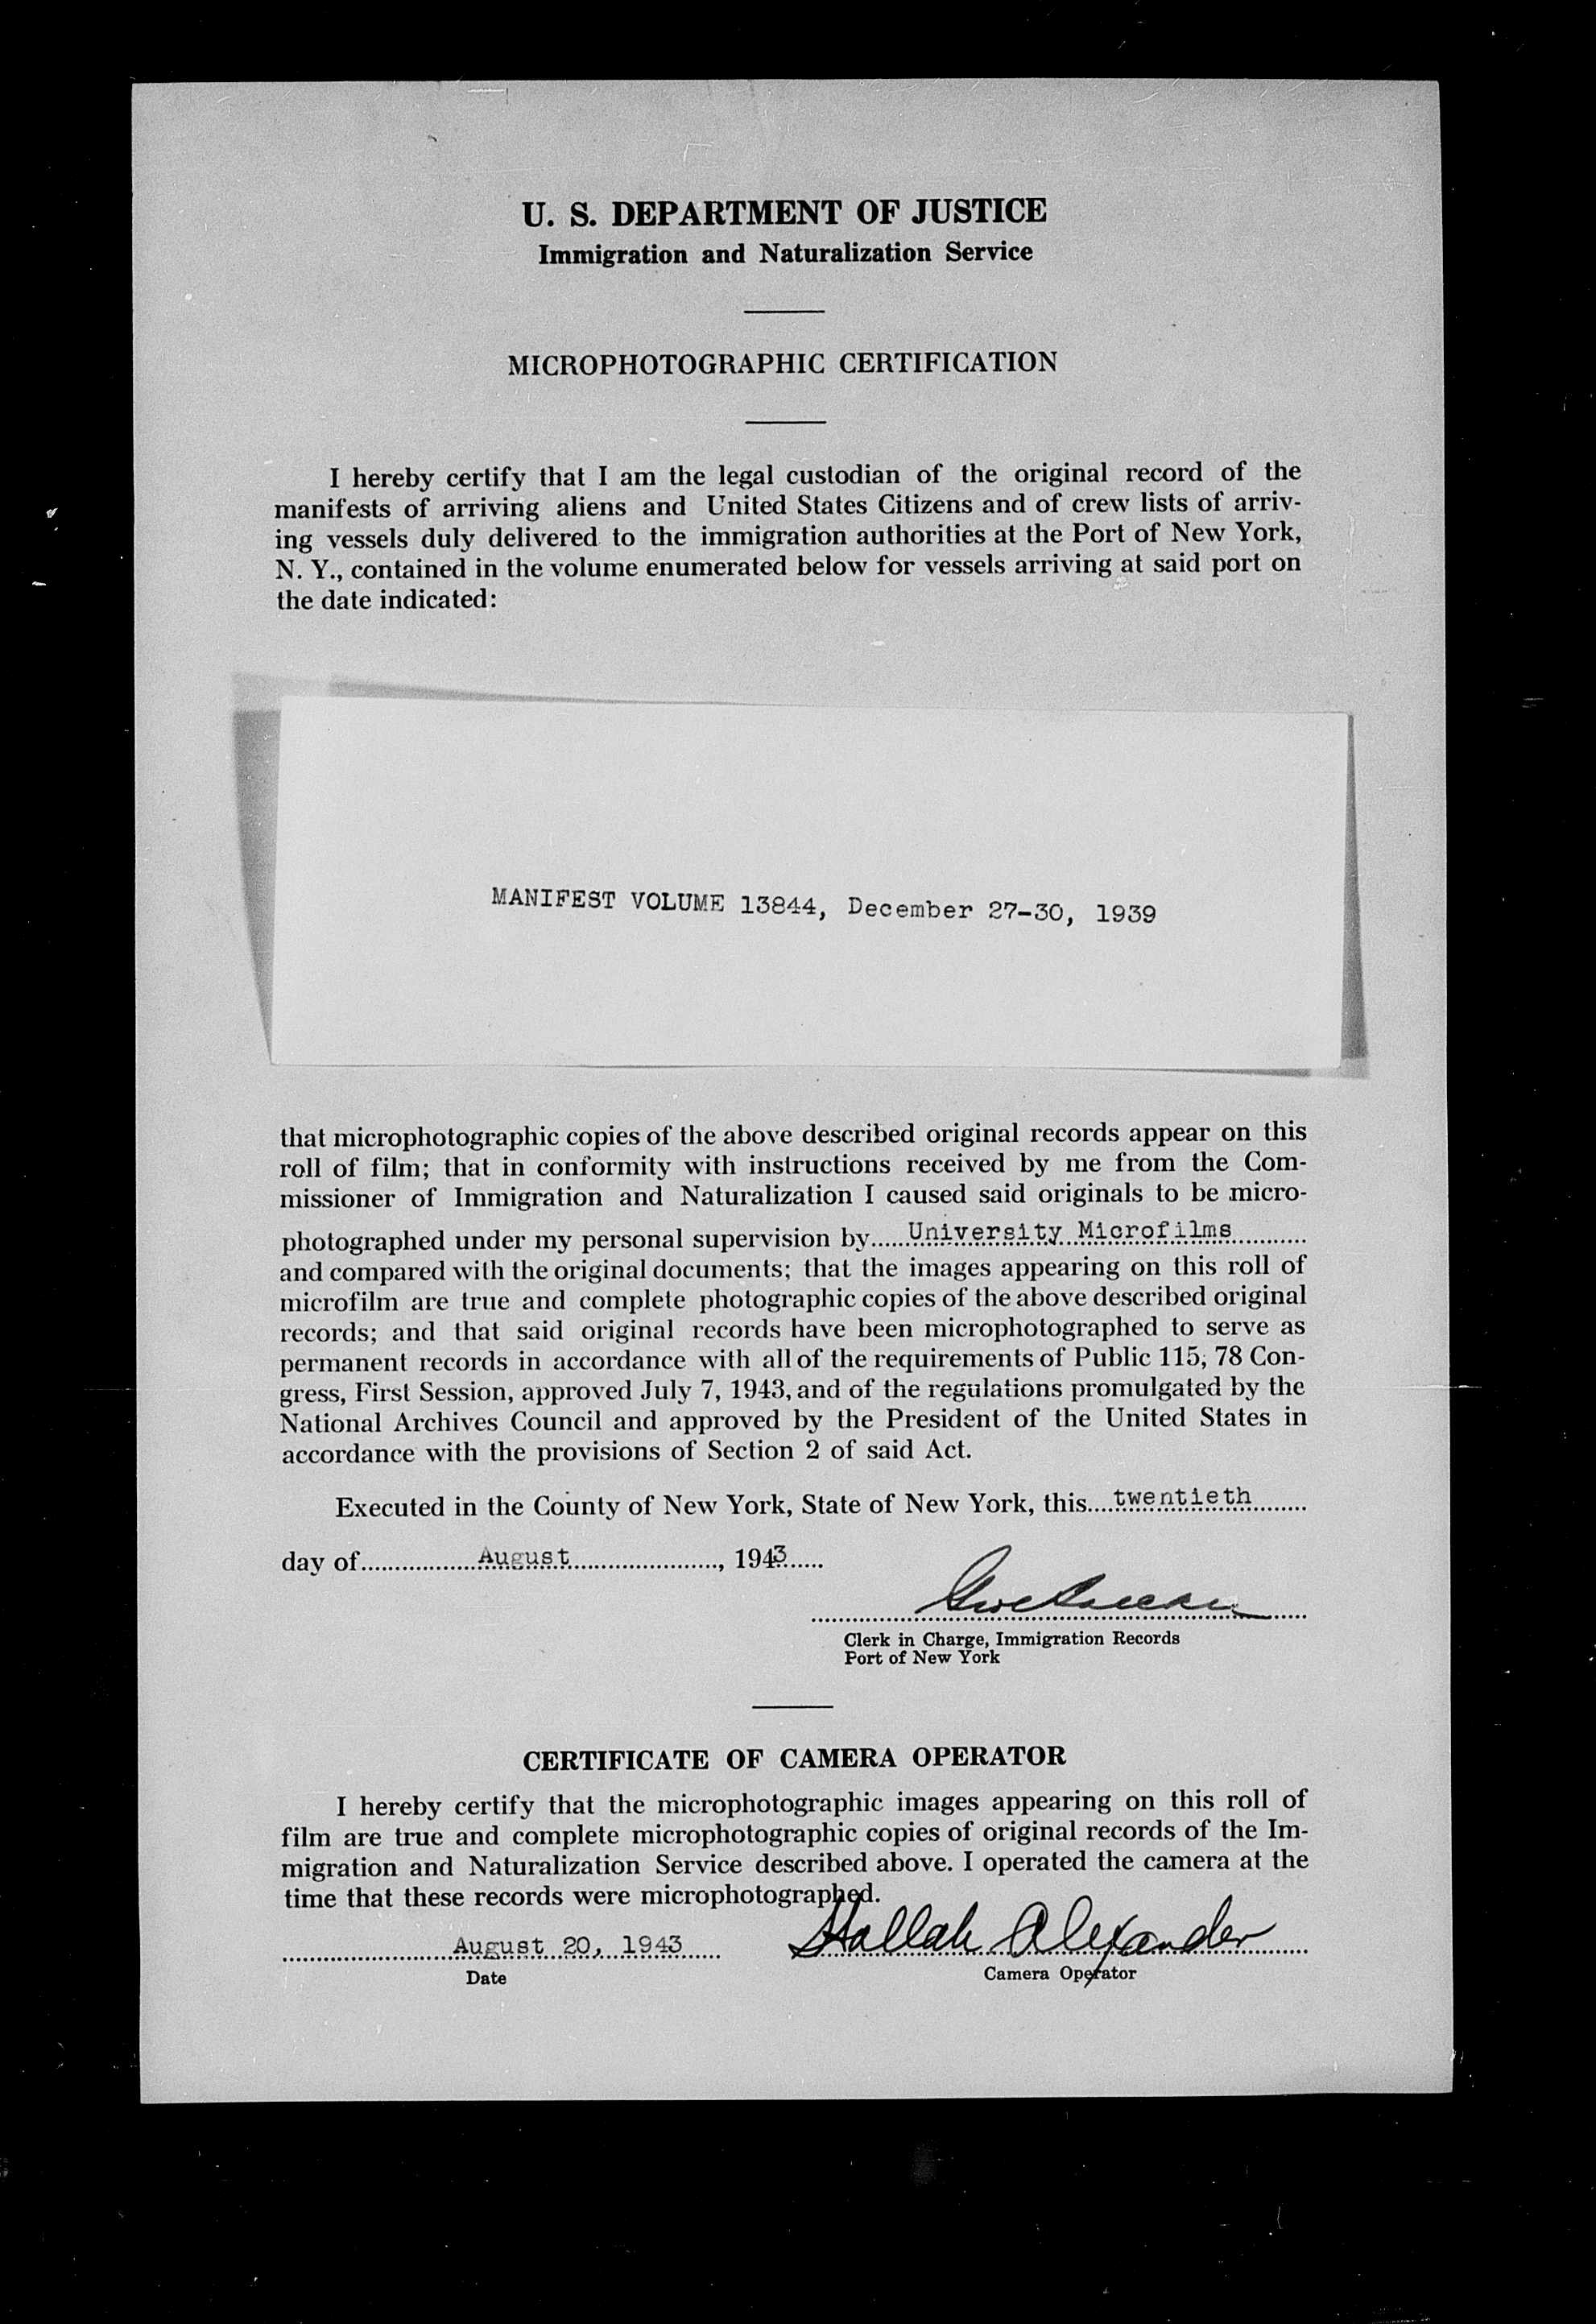 U. S. DEPARTMENT OF JUSTICE
Immigration and Naturalization Service
MICROPHOTOGRAPHIC CERTIFICATION
I hereby certify that I am the legal custodian of the original record of the
manifests of arriving aliens and United States Citizens and of crew lists of arriv-
ing vessels duly delivered to the immigration authorities at the Port of New York,
N. Y., contained in the volume enumerated below for vessels arriving at said port on
the date indicated:
MANIFEST VOLUME 13844, December 27-30, 1939
that microphotographic copies of the above described original records appear on this
roll of film; that in conformity with instructions received by me from the Com-
missioner of Immigration and Naturalization I caused said originals to be micro-
photographed under my personal supervision by......University Microfilms............
and compared with the original documents; that the images appearing on this roll of
microfilm are true and complete photographic copies of the above described original
records; and that said original records have been microphotographed to serve as
permanent records in accordance with all of the requirements of Public 115, 78 Con-
gress, First Session, approved July 7, 1943, and of the regulations promulgated by the
National Archives Council and approved by the President of the United States in
accordance with the provisions of Section 2 of said Act.
Executed in the County of New York, State of New York, this....twentieth........
day of..................August........................, 1943......
Clerk in Charge, Immigration Records
Port of New York
CERTIFICATE OF CAMERA OPERATOR
I hereby certify that the microphotographic images appearing on this roll of
film are true and complete microphotographic copies of original records of the Im-
migration and Naturalization Service described above. I operated the camera at the
time that these records were microphotographed.
August 20, 1943 Hallah Alexander
Date Camera Operator